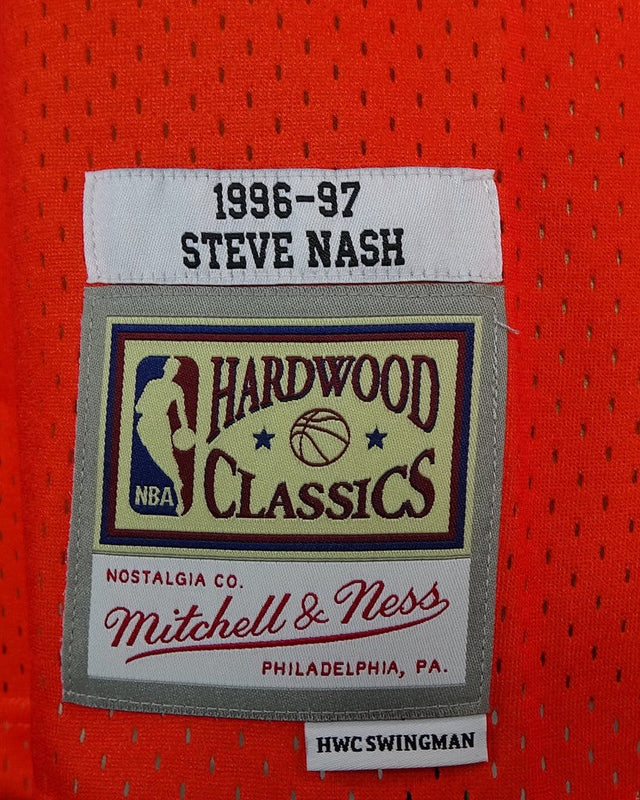 1996-97
STEVE NASH
HARDWOOD
CLASSICS
NBA
NOSTALGIA CO.
Mitchell & Ness
PHILADELPHIA, PA.
HWC SWINGMAN